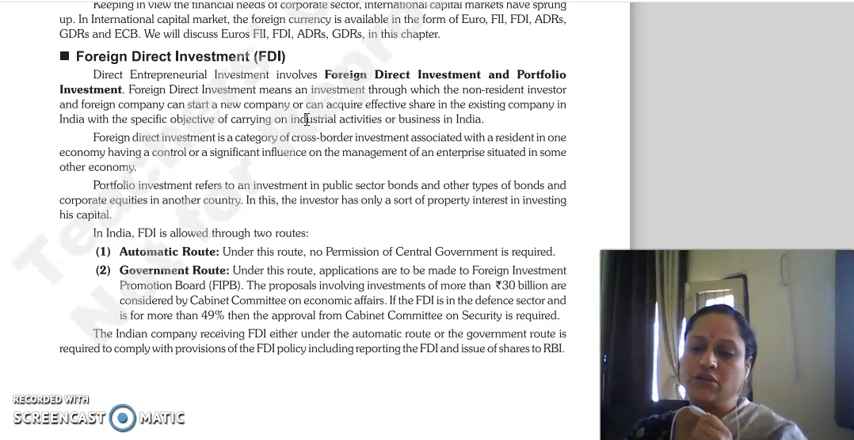 Keeping in view the financial needs of corporate sector, international capital markets have sprung
up. In International capital market, the foreign currency is available in the form of Euro, FII, FDI, ADRs,
GDRs and ECB. We will discuss Euros FII, FDI, ADRs, GDRs, in this chapter.
■ Foreign Direct Investment (FDI)
Direct Entrepreneurial Investment involves Foreign Direct Investment and Portfolio
Investment. Foreign Direct Investment means an investment through which the non-resident investor
and foreign company can start a new company or can acquire effective share in the existing company in
India with the specific objective of carrying on industrial activities or business in India.
Foreign direct investment is a category of cross-border investment associated with a resident in one
economy having a control or a significant influence on the management of an enterprise situated in some
other economy.
Portfolio investment refers to an investment in public sector bonds and other types of bonds and
corporate equities in another country. In this, the investor has only a sort of property interest in investing
his capital.
In India, FDI is allowed through two routes:
(1) Automatic Route: Under this route, no Permission of Central Government is required.
(2) Government Route: Under this route, applications are to be made to Foreign Investment
Promotion Board (FIPB). The proposals involving investments of more than ₹30 billion are
considered by Cabinet Committee on economic affairs. If the FDI is in the defence sector and
is for more than 49% then the approval from Cabinet Committee on Security is required.
The Indian company receiving FDI either under the automatic route or the government route is
required to comply with provisions of the FDI policy including reporting the FDI and issue of shares to RBI.
RECORDED WITH
SCREENCAST MATIC